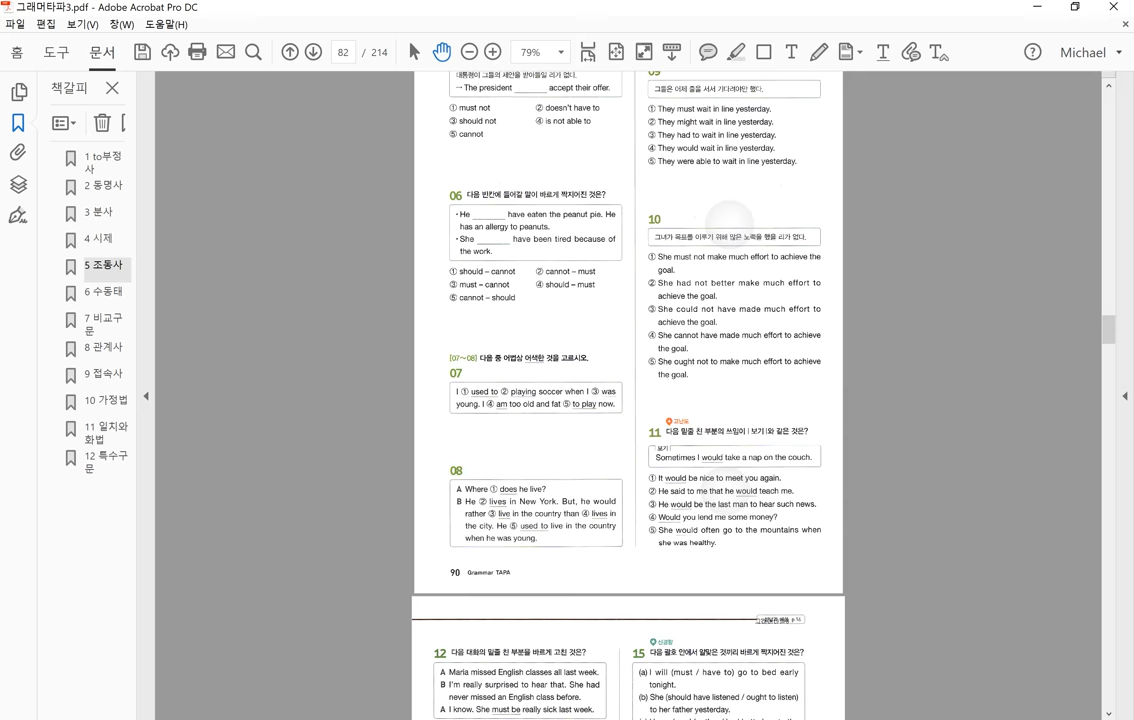 그래머타파3.pdf - Adobe Acrobat Pro DC
파일 편집 보기(V) 창(W) 도움말(H)
홈 도구 문서 82 / 214 79% Michael
책갈피
1 to부정
사
2 동명사
3 분사
4 시제
5 조동사
6 수동태
7 비교구
문
8 관계사
9 접속사
10 가정법
11 일치와
화법
12 특수구
문
대통령이 그들의 제안을 받아들일 리가 없다.
→ The president ________ accept their offer.
① must not ② doesn't have to
③ should not ④ is not able to
⑤ cannot
06 다음 빈칸에 들어갈 말이 바르게 짝지어진 것은?
• He ________ have eaten the peanut pie. He
has an allergy to peanuts.
• She ________ have been tired because of
the work.
① should – cannot ② cannot – must
③ must – cannot ④ should – must
⑤ cannot – should
[07~08] 다음 중 어법상 어색한 것을 고르시오.
07
I ① used to ② playing soccer when I ③ was
young. I ④ am too old and fat ⑤ to play now.
08
A Where ① does he live?
B He ② lives in New York. But, he would
rather ③ live in the country than ④ lives in
the city. He ⑤ used to live in the country
when he was young.
90 Grammar TAPA
09
그들은 어제 줄을 서서 기다려야만 했다.
① They must wait in line yesterday.
② They might wait in line yesterday.
③ They had to wait in line yesterday.
④ They would wait in line yesterday.
⑤ They were able to wait in line yesterday.
10
그녀가 목표를 이루기 위해 많은 노력을 했을 리가 없다.
① She must not make much effort to achieve the
goal.
② She had not better make much effort to
achieve the goal.
③ She could not have made much effort to
achieve the goal.
④ She cannot have made much effort to achieve
the goal.
⑤ She ought not to make much effort to achieve
the goal.
고난도
11 다음 밑줄 친 부분의 쓰임이 |보기|와 같은 것은?
보기
Sometimes I would take a nap on the couch.
① It would be nice to meet you again.
② He said to me that he would teach me.
③ He would be the last man to hear such news.
④ Would you lend me some money?
⑤ She would often go to the mountains when
she was healthy.
p.16
12 다음 대화의 밑줄 친 부분을 바르게 고친 것은?
A Maria missed English classes all last week.
B I'm really surprised to hear that. She had
never missed an English class before.
A I know. She must be really sick last week.
신경향
15 다음 괄호 안에서 알맞은 것끼리 바르게 짝지어진 것은?
(a) I will (must / have to) go to bed early
tonight.
(b) She (should have listened / ought to listen)
to her father yesterday.